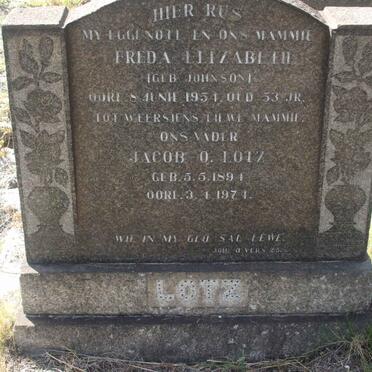 HIER RUS
MY EGGENOTE EN ONS MAMMIE
FREDA ELIZABETH
(GEB. JOHNSON)
OORL. 8 JUNIE 1954, OUD 53 JR.
TOT WEERSIENS, LIEWE MAMMIE.
ONS VADER
JACOB O. LOTZ
GEB. 5.5.1894
OORL. 3.4.1974.
WIE IN MY GLO SAL LEWE.
JOH. VERS
LOTZ